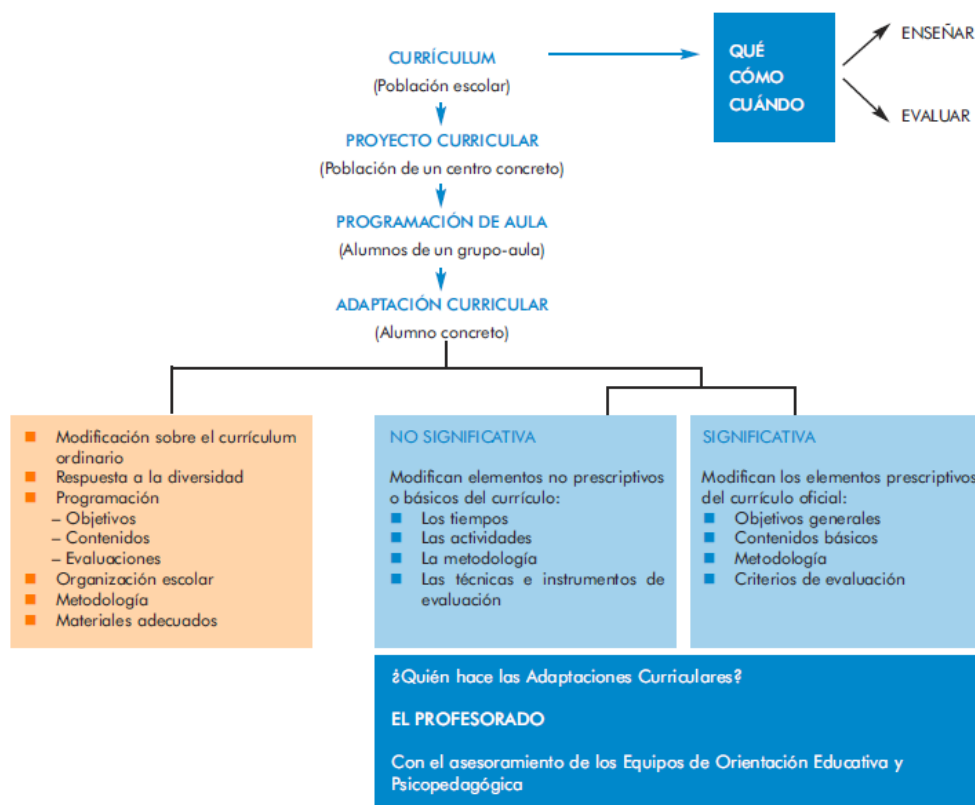 CURRÍCULUM
(Población escolar)
QUÉ
CÓMO
CUÁNDO
ENSEÑAR
EVALUAR
PROYECTO CURRICULAR
(Población de un centro concreto)
PROGRAMACIÓN DE AULA
(Alumnos de un grupo-aula)
ADAPTACIÓN CURRICULAR
(Alumno concreto)
Modificación sobre el currículum
ordinario
Respuesta a la diversidad
Programación
– Objetivos
– Contenidos
– Evaluaciones
Organización escolar
Metodología
Materiales adecuados
NO SIGNIFICATIVA
Modifican elementos no prescriptivos
o básicos del currículo:
Los tiempos
Las actividades
La metodología
Las técnicas e instrumentos de
evaluación
SIGNIFICATIVA
Modifican los elementos prescriptivos
del currículo oficial:
Objetivos generales
Contenidos básicos
Metodología
Criterios de evaluación
¿Quién hace las Adaptaciones Curriculares?
EL PROFESORADO
Con el asesoramiento de los Equipos de Orientación Educativa y
Psicopedagógica